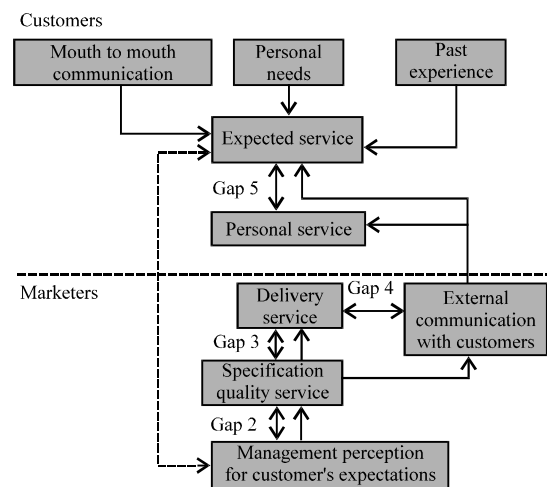 Customers
Mouth to mouth
communication
Personal
needs
Past
experience
Expected service
Gap 5
Personal service
Marketers
Delivery
service
Gap 4
External
communication
with customers
Gap 3
Specification
quality service
Gap 2
Management perception
for customer's expectations